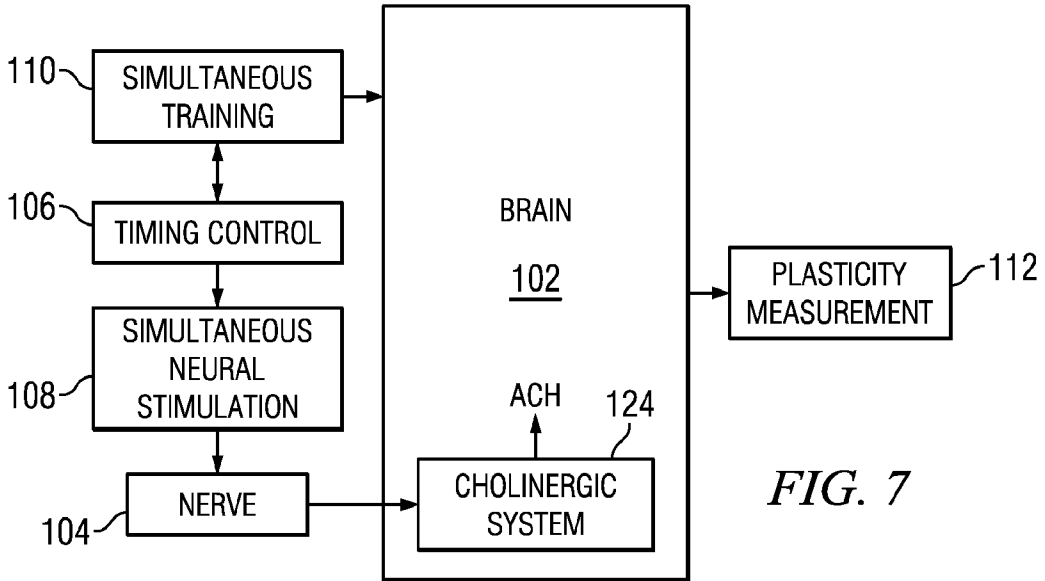 110
SIMULTANEOUS
TRAINING
106
TIMING CONTROL
108
SIMULTANEOUS
NEURAL
STIMULATION
104
NERVE
BRAIN
102
ACH
124
CHOLINERGIC
SYSTEM
PLASTICITY
MEASUREMENT
112
FIG. 7